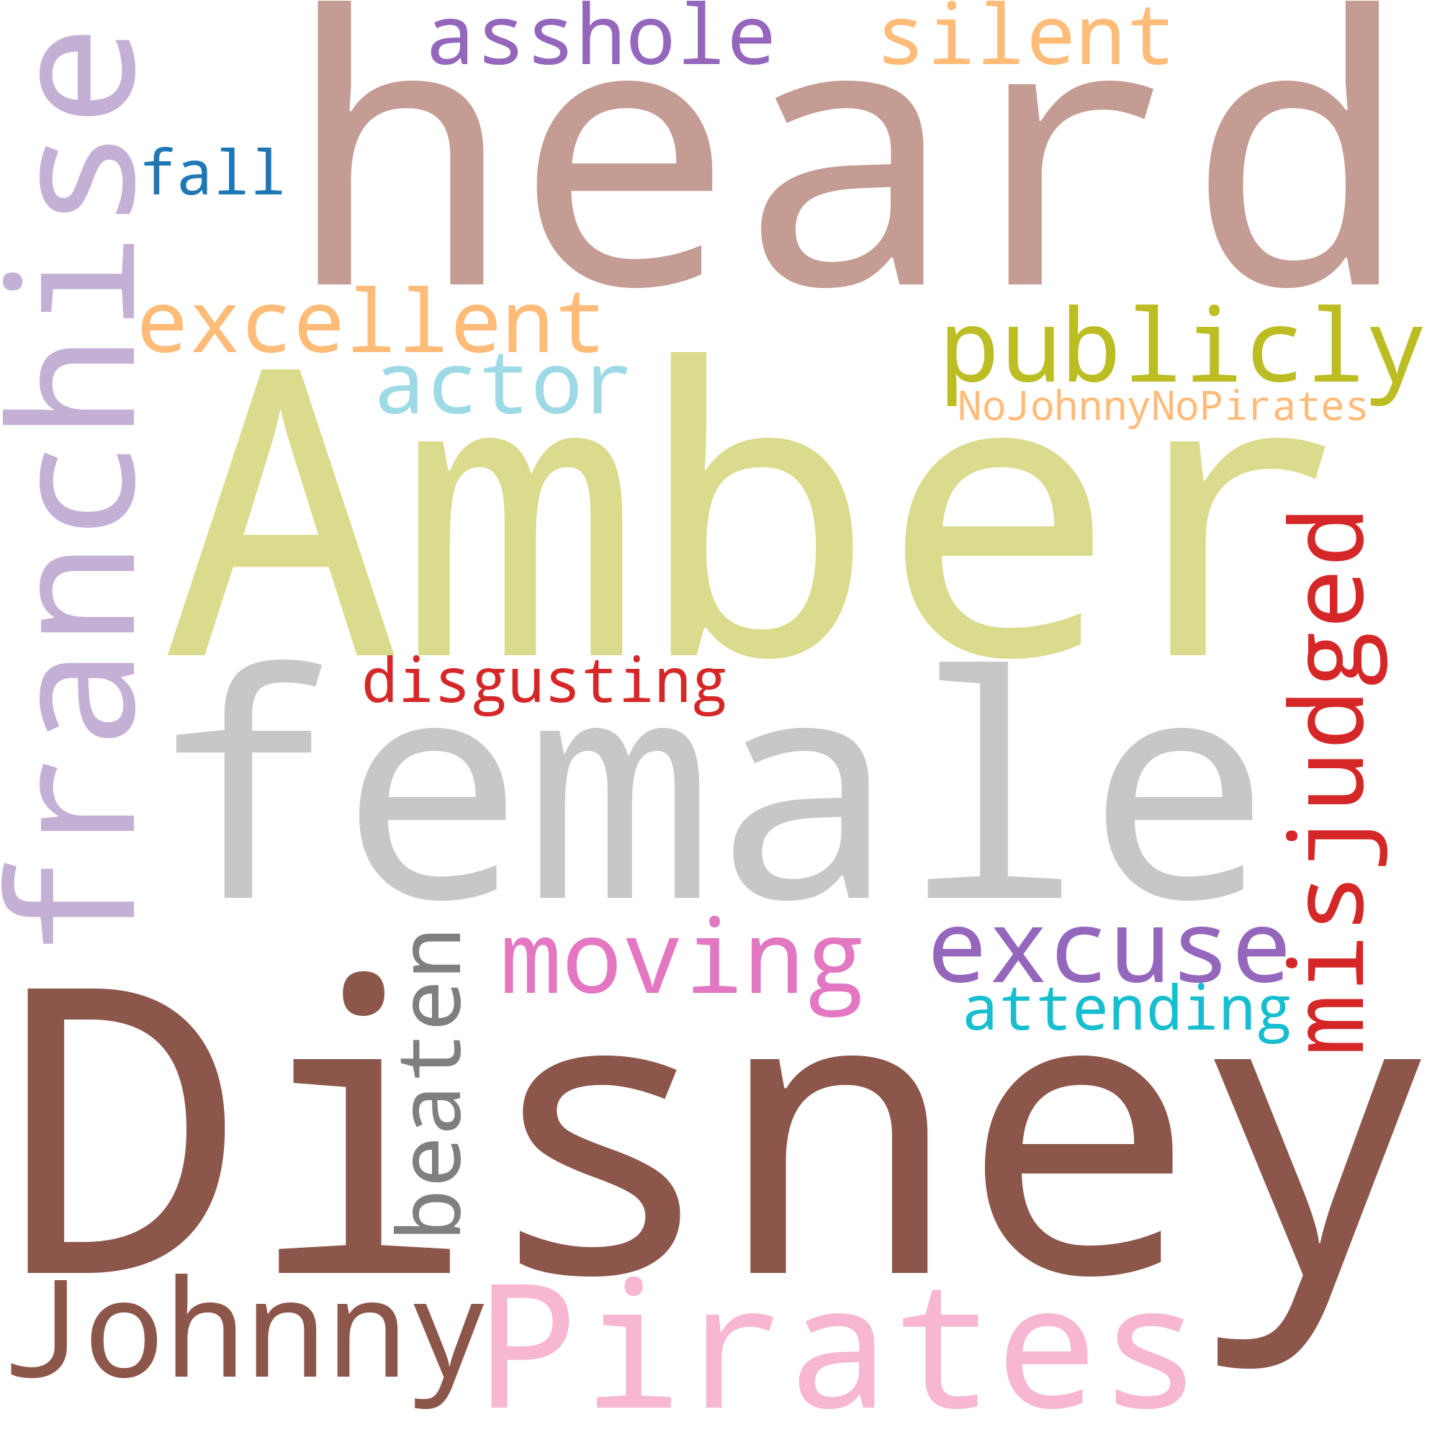 asshole
silent
heard
franchise
fall
excellent
publicly
actor
NoJohnnyNoPirates
Amber
misjudged
disgusting
female
beaten
moving
excuse
attending
Disney
Johnny
Pirates